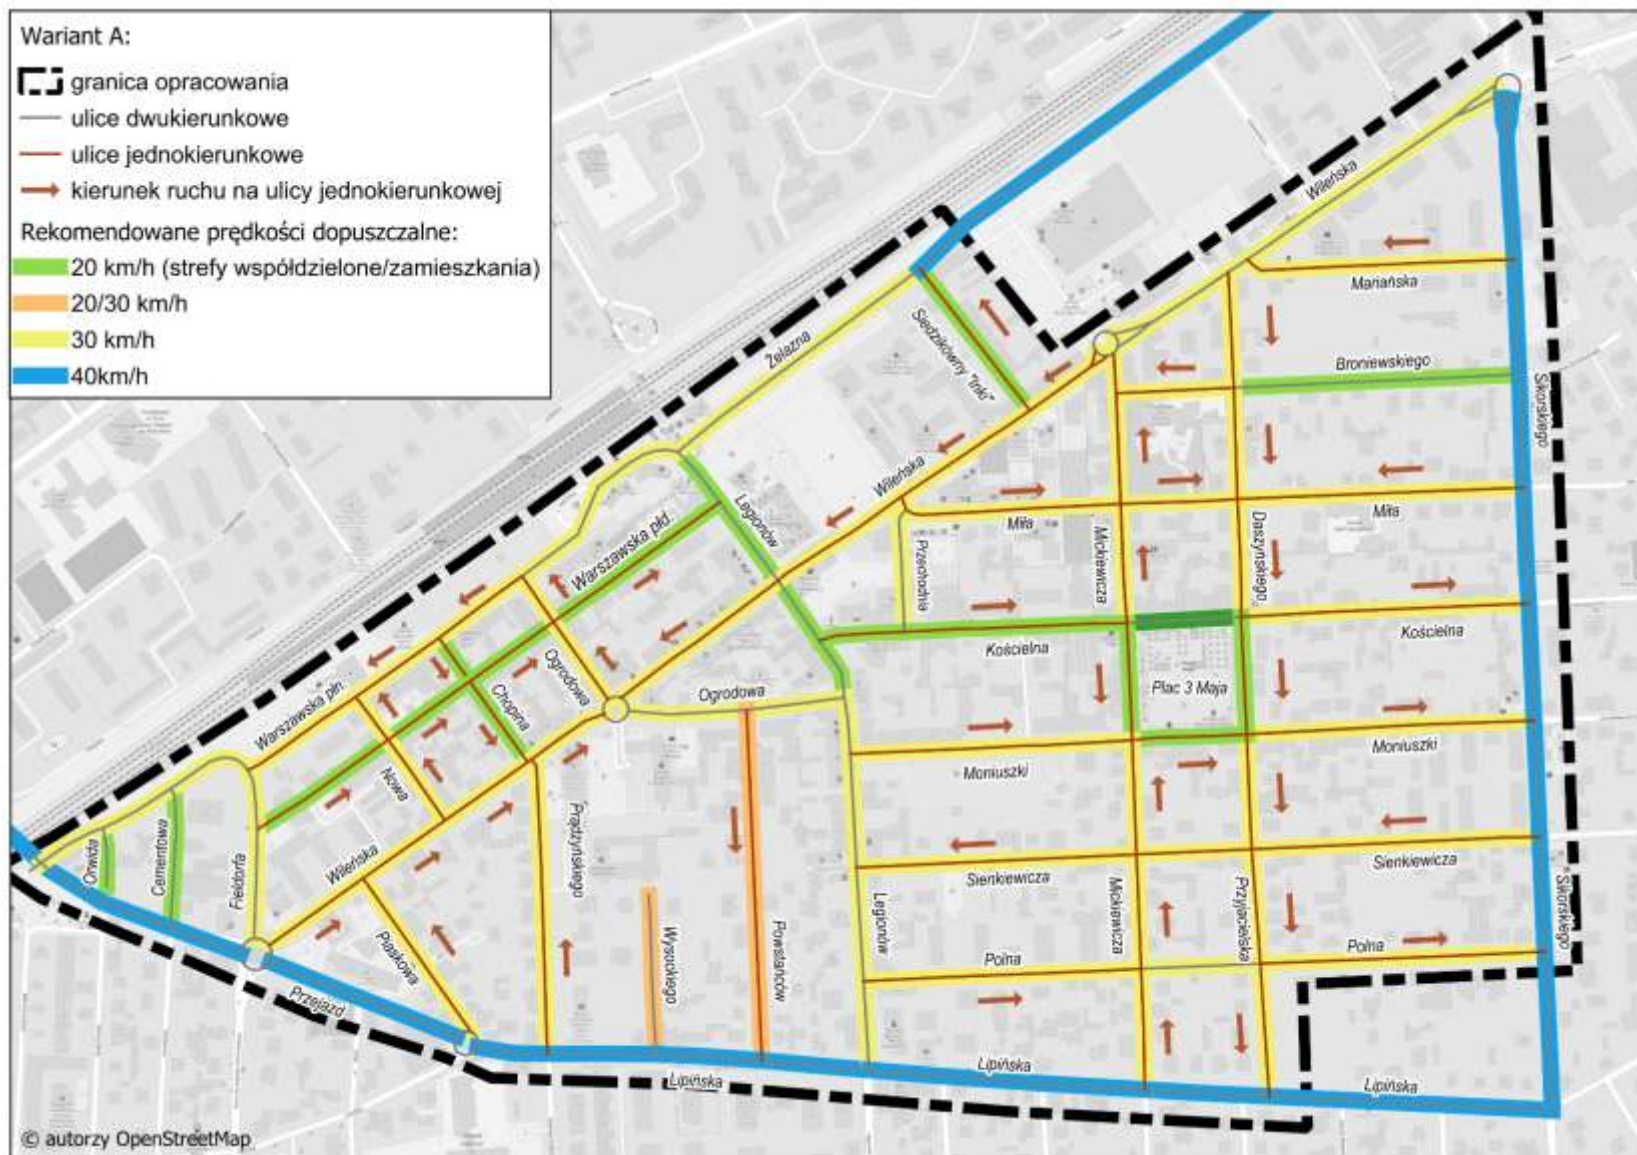 Wariant A:
granica opracowania
ulice dwukierunkowe
ulice jednokierunkowe
kierunek ruchu na ulicy jednokierunkowej
Rekomendowane prędkości dopuszczalne:
20 km/h (strefy współdzielone/zamieszkania)
20/30 km/h
30 km/h
40km/h
Wileńska
Mariańska
Siedzikówny "Inki"
Żelazna
Broniewskiego
Sikorskiego
Wileńska
Legionów
Warszawska płd.
Miła
Miła
Mickiewicza
Daszyńskiego
Przechodnia
Kościelna
Kościelna
Ogrodowa
Ogrodowa
Plac 3 Maja
Chopina
Warszawska płn.
Moniuszki
Moniuszki
Nowa
Prądzyńskiego
Wileńska
Cementowa
Fieldorfa
Sienkiewicza
Sienkiewicza
Legionów
Mickiewicza
Przyjacielska
Sikorskiego
Wysockiego
Powstańców
Piaskowa
Polna
Polna
Przejazd
Lipińska
Lipińska
Lipińska
© autorzy OpenStreetMap